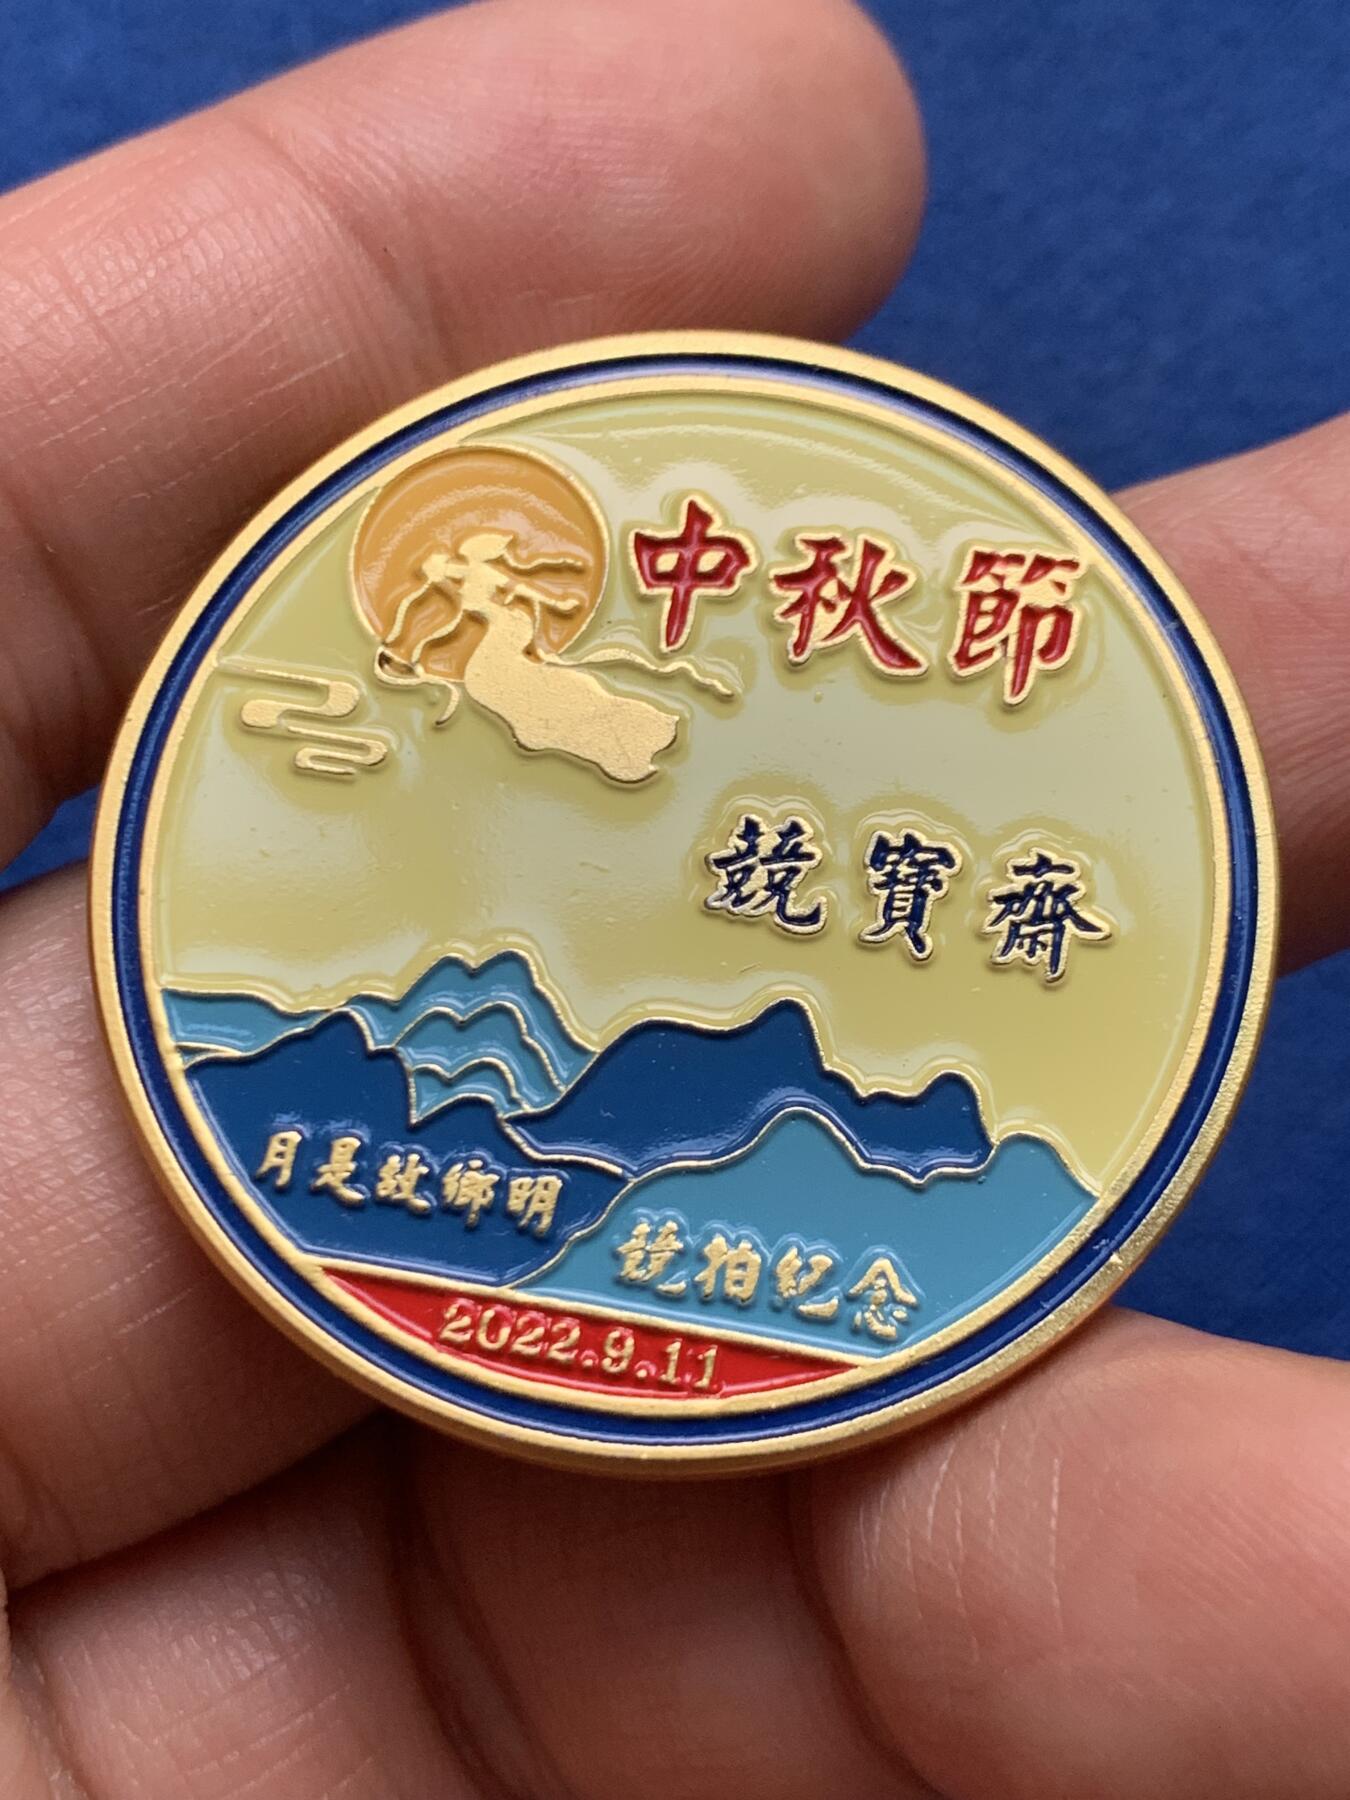 中秋節
競寶齋
月是故鄉明
競拍紀念
2022.9.11